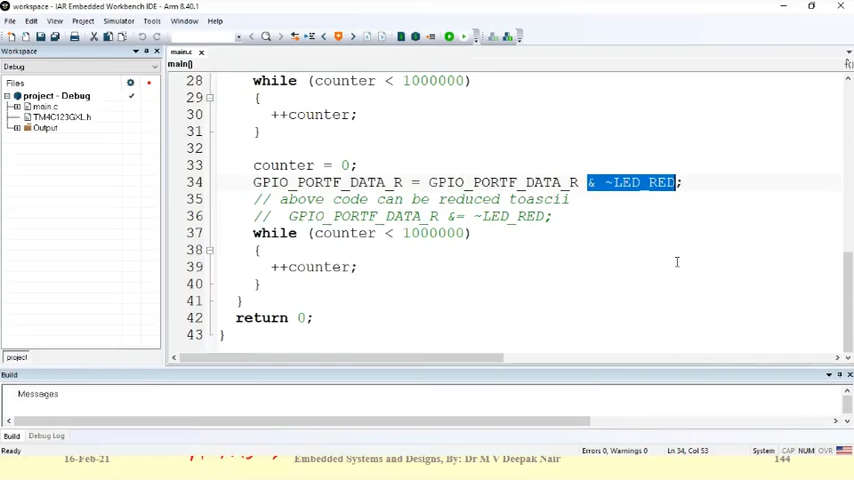 workspace - IAR Embedded Workbench IDE - Arm 8.40.1
File Edit View Project Simulator Tools Window Help
Workspace
main.c
Debug
main()
Files
project - Debug
main.c
TM4C123GXL.h
Output
28 while (counter < 1000000)
29 {
30 ++counter;
31 }
32
33 counter = 0;
34 GPIO_PORTF_DATA_R = GPIO_PORTF_DATA_R & ~LED_RED;
35 // above code can be reduced toascii
36 // GPIO_PORTF_DATA_R &= ~LED_RED;
37 while (counter < 1000000)
38 {
39 ++counter;
40 }
41 }
42 return 0;
43 }
project
Build
Messages
Build Debug Log
Ready
Errors 0, Warnings 0
Ln 34, Col 53
System
CAP NUM OVR
16-Feb-21
Embedded Systems and Designs, By: Dr M V Deepak Nair
144